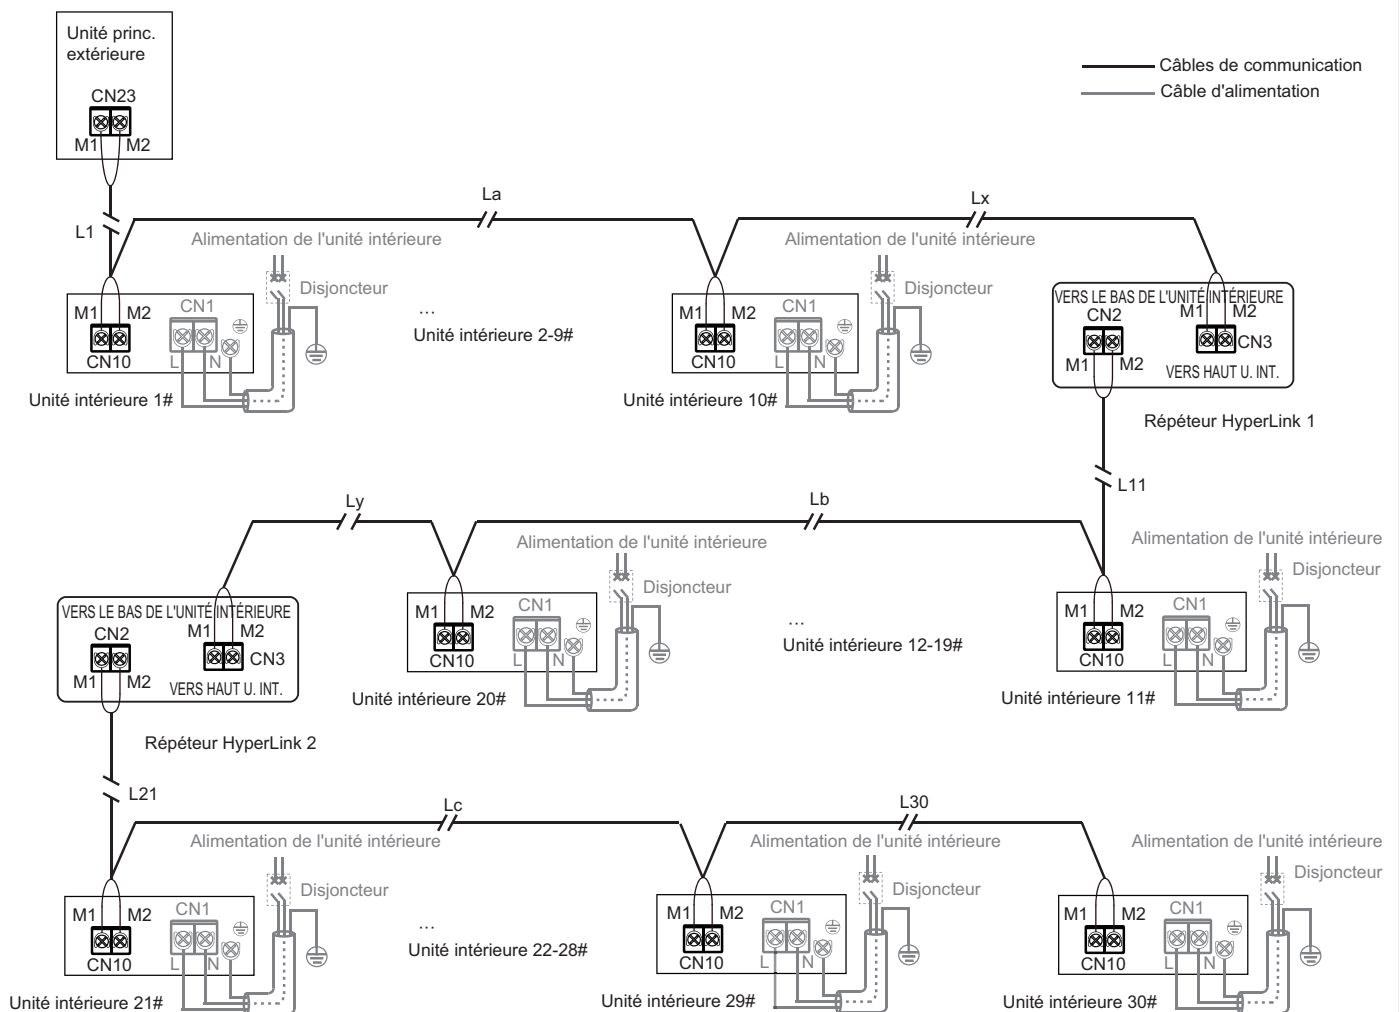 Unité princ.
extérieure
CN23
M1 M2
Câbles de communication
Câble d'alimentation
L1
La
Lx
Alimentation de l'unité intérieure
Disjoncteur
M1 M2
CN10
CN1
L N
Unité intérieure 1#
...
Unité intérieure 2-9#
Alimentation de l'unité intérieure
Disjoncteur
M1 M2
CN10
CN1
L N
Unité intérieure 10#
VERS LE BAS DE L'UNITÉ INTÉRIEURE
CN2
M1 M2
M1 M2
CN3
VERS HAUT U. INT.
Répéteur HyperLink 1
L11
Ly
Lb
VERS LE BAS DE L'UNITÉ INTÉRIEURE
CN2
M1 M2
M1 M2
CN3
VERS HAUT U. INT.
Répéteur HyperLink 2
Alimentation de l'unité intérieure
Disjoncteur
M1 M2
CN10
CN1
L N
Unité intérieure 20#
...
Unité intérieure 12-19#
Alimentation de l'unité intérieure
Disjoncteur
M1 M2
CN10
CN1
L N
Unité intérieure 11#
L21
Lc
L30
Alimentation de l'unité intérieure
Disjoncteur
M1 M2
CN10
CN1
L N
Unité intérieure 21#
...
Unité intérieure 22-28#
Alimentation de l'unité intérieure
Disjoncteur
M1 M2
CN10
CN1
L N
Unité intérieure 29#
Alimentation de l'unité intérieure
Disjoncteur
M1 M2
CN10
CN1
L N
Unité intérieure 30#